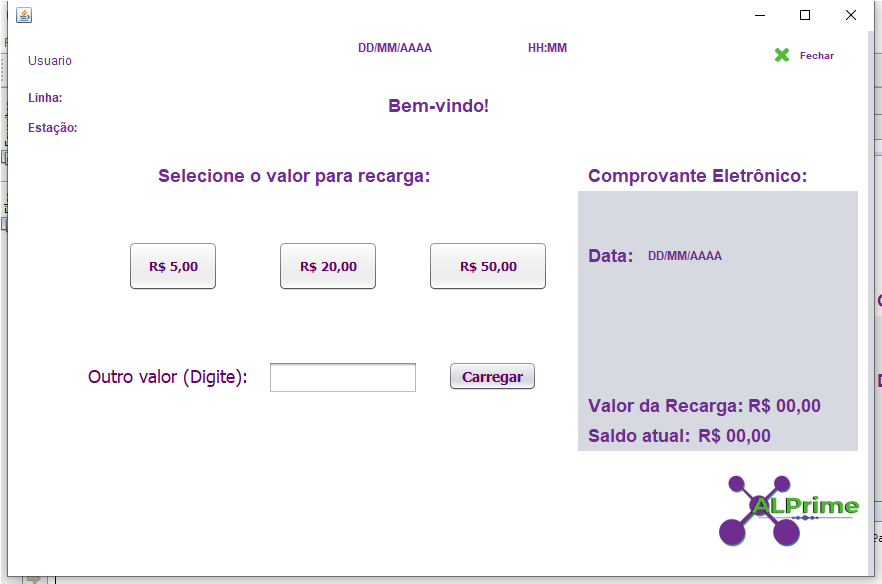 DD/MM/AAAA HH:MM
Fechar
Usuario
Linha:
Bem-vindo!
Estação:
Selecione o valor para recarga:
Comprovante Eletrônico:
R$ 5,00 R$ 20,00 R$ 50,00
Data: DD/MM/AAAA
Outro valor (Digite): Carregar
Valor da Recarga: R$ 00,00
Saldo atual: R$ 00,00
ALPrime